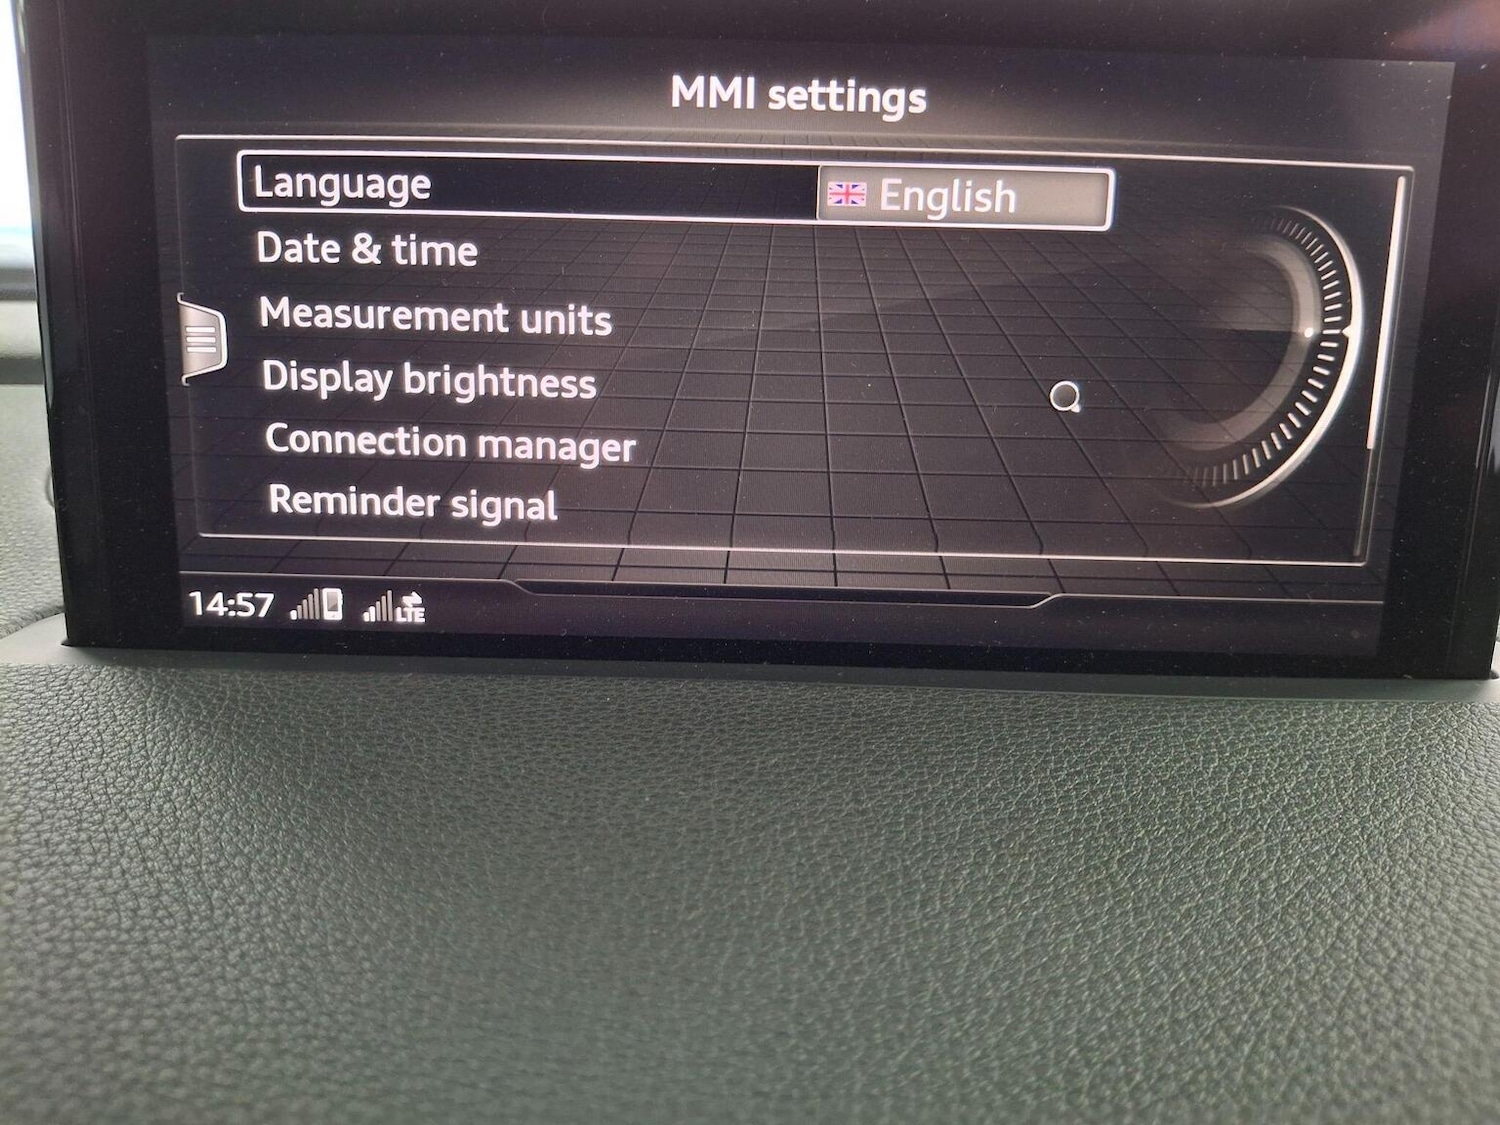 MMI settings
Language English
Date & time
Measurement units
Display brightness
Connection manager
Reminder signal
14:57 LTE